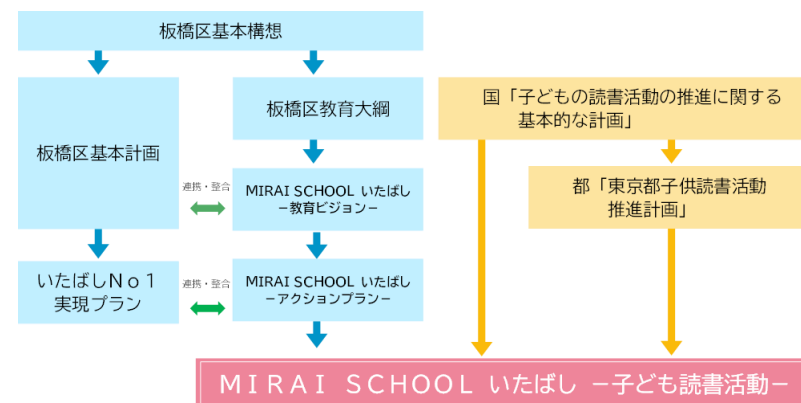 板橋区基本構想
板橋区基本計画
板橋区教育大綱
国「子どもの読書活動の推進に関する
基本的な計画」
連携・整合
MIRAI SCHOOL いたばし
－教育ビジョン－
都「東京都子供読書活動
推進計画」
いたばしＮｏ１
実現プラン
連携・整合
MIRAI SCHOOL いたばし
－アクションプラン－
ＭＩＲＡＩ ＳＣＨＯＯＬ いたばし －子ども読書活動－